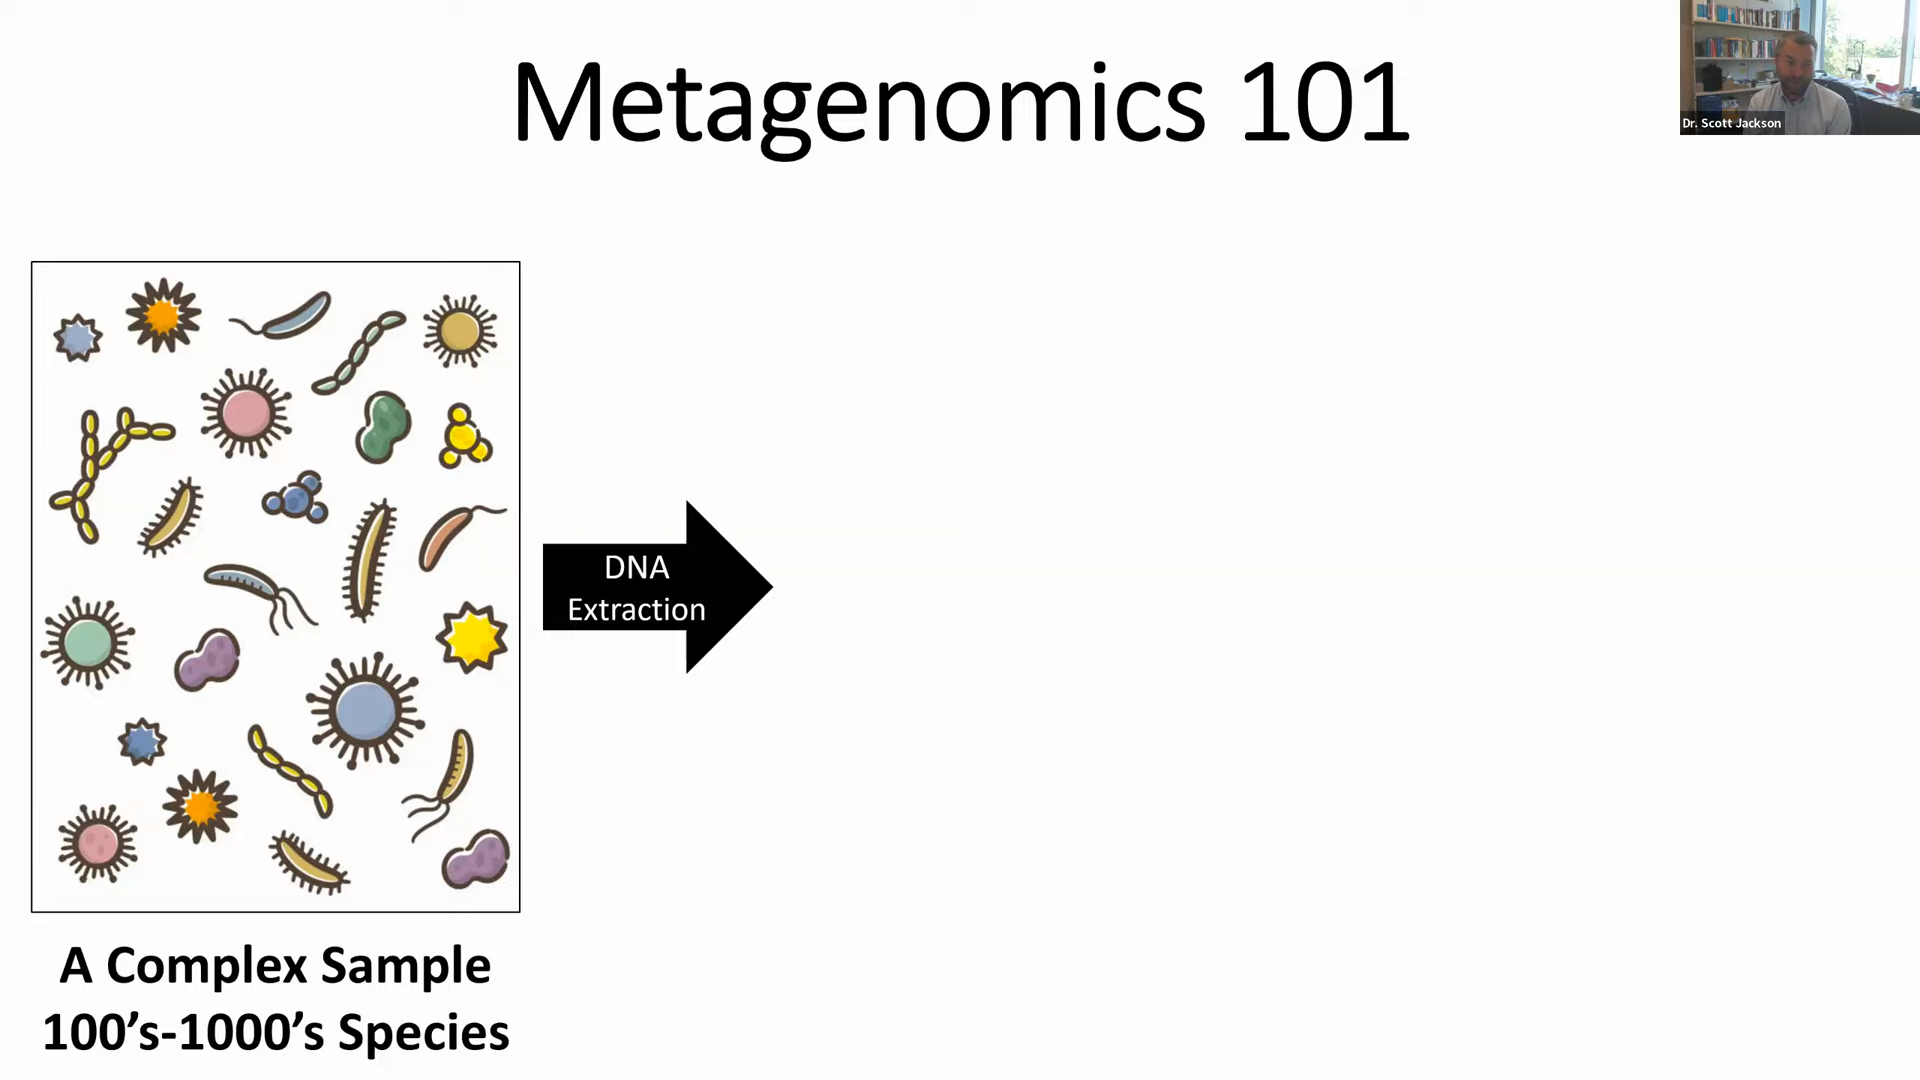 Metagenomics 101
Dr. Scott Jackson
DNA
Extraction
A Complex Sample
100’s-1000’s Species